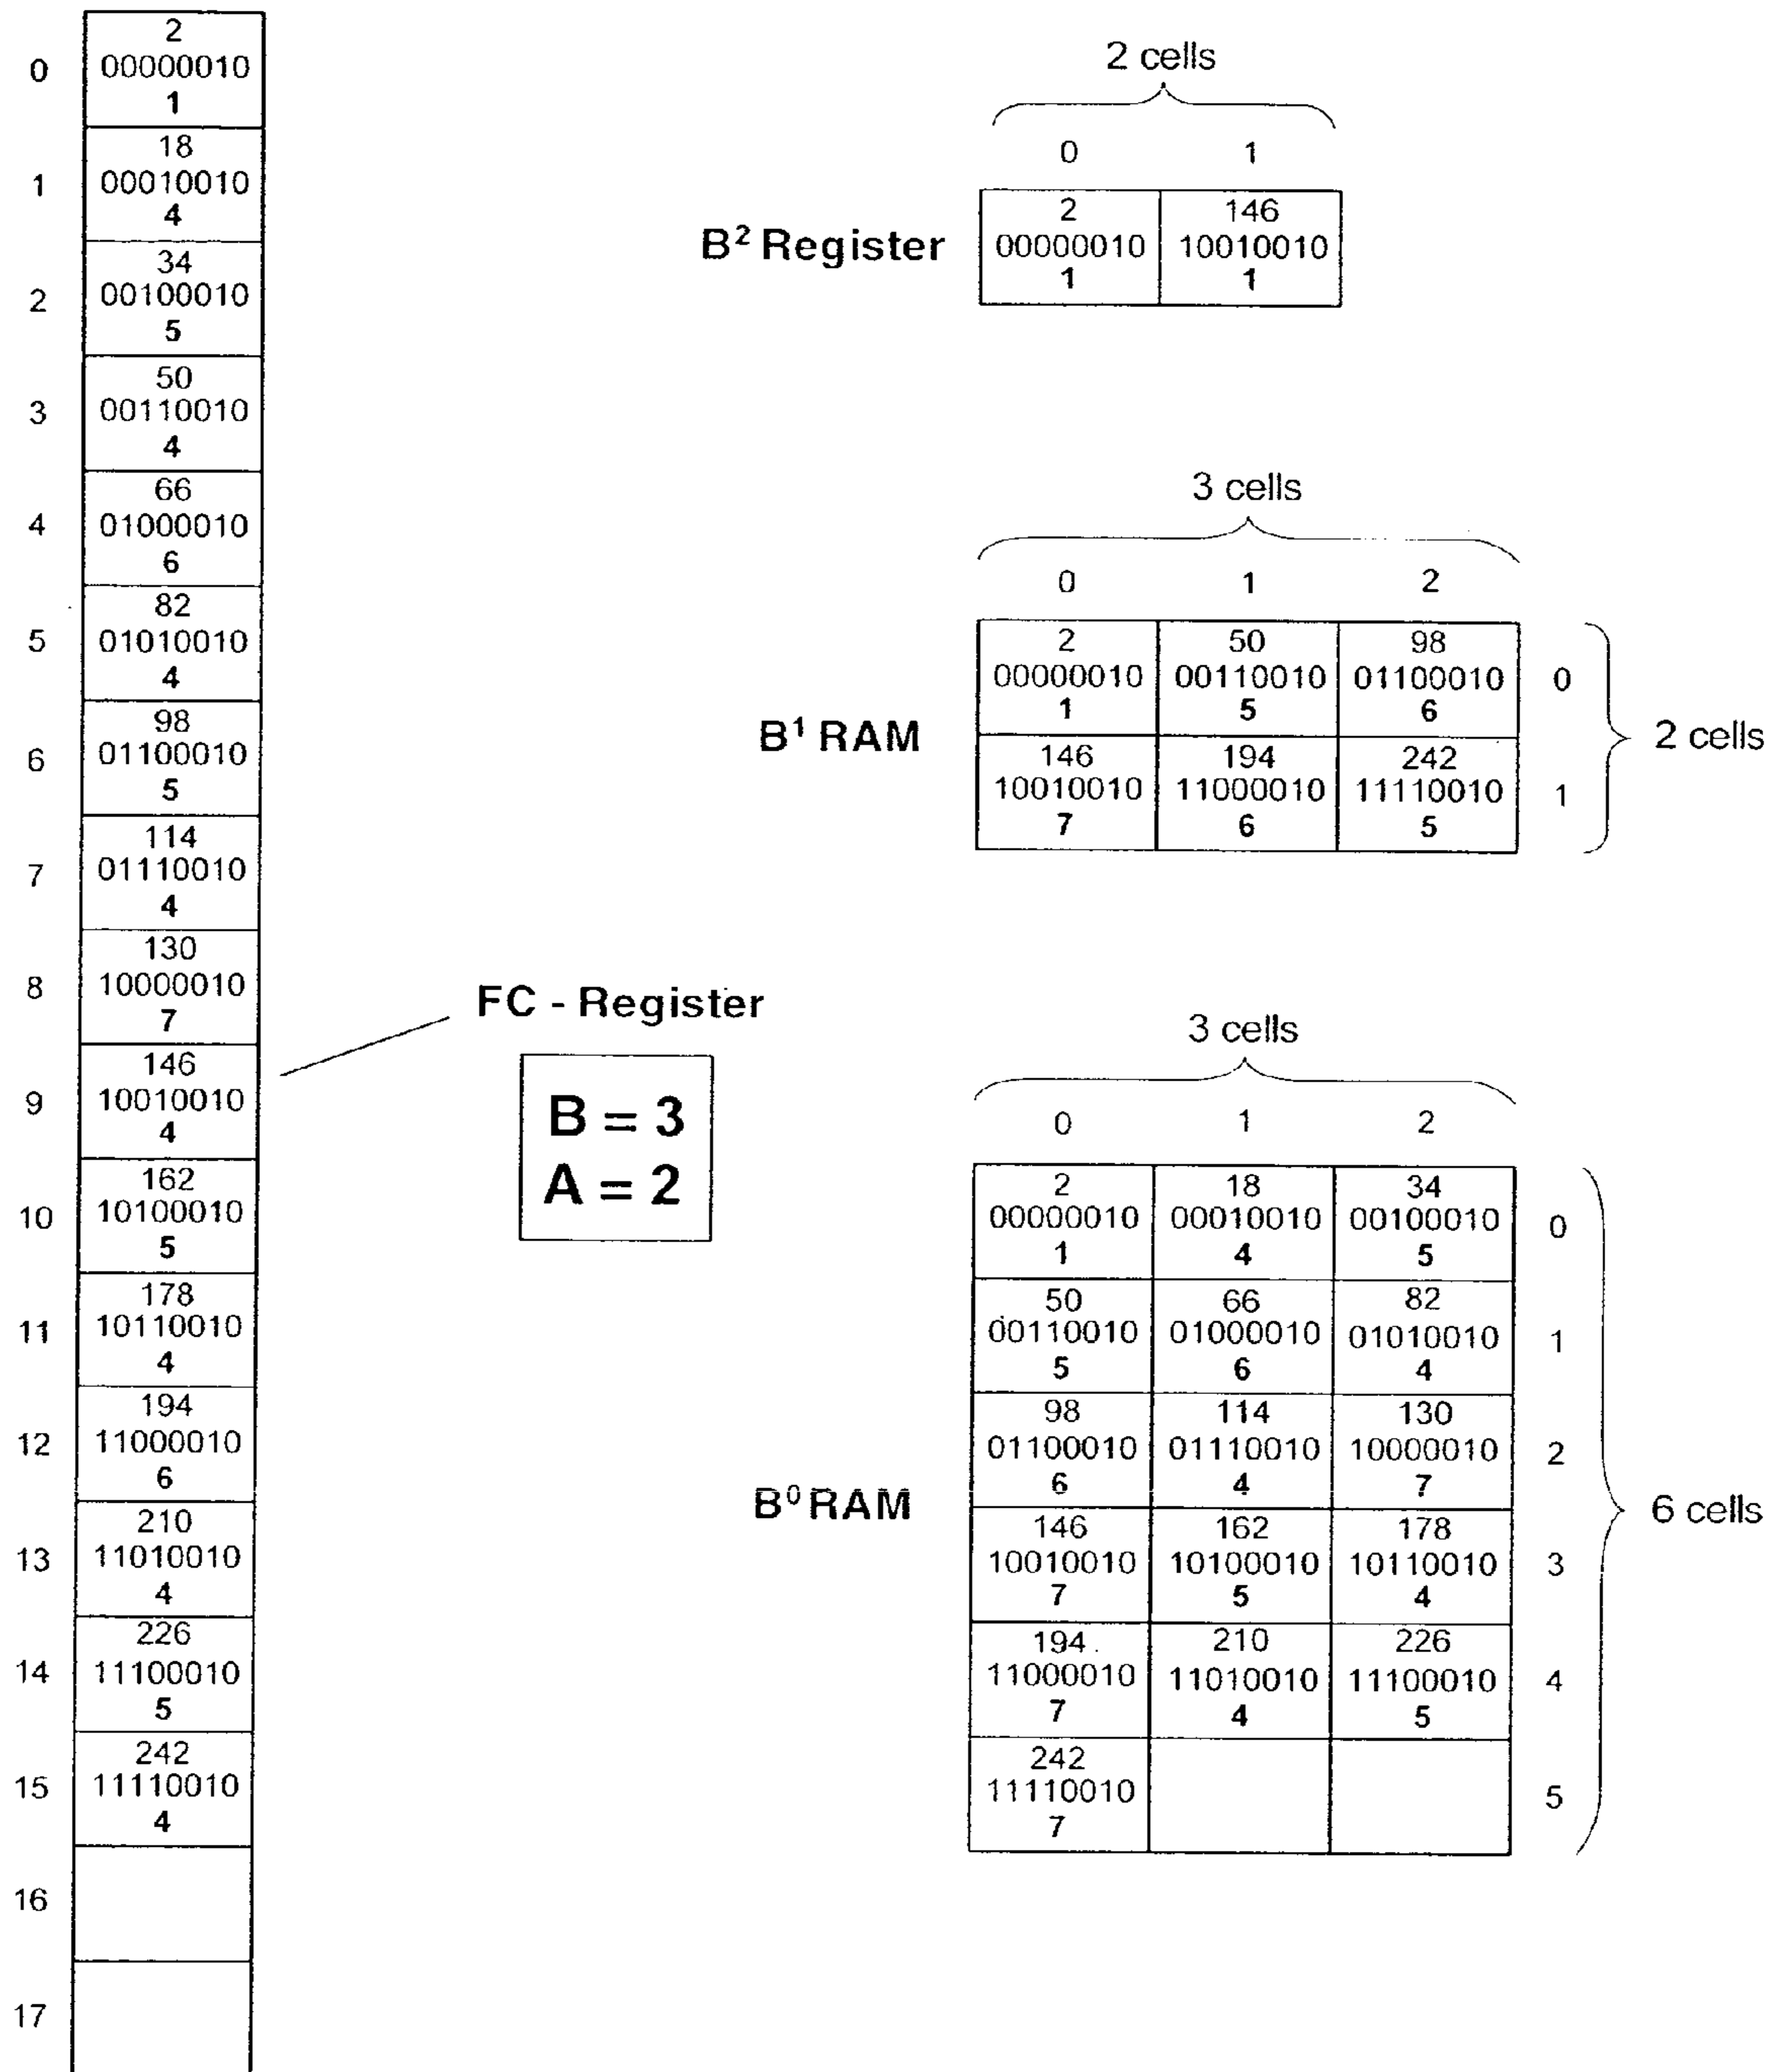 0
2
00000010
1
1
18
00010010
4
2
34
00100010
5
3
50
00110010
4
4
66
01000010
6
5
82
01010010
4
6
98
01100010
5
7
114
01110010
4
8
130
10000010
7
9
146
10010010
4
10
162
10100010
5
11
178
10110010
4
12
194
11000010
6
13
210
11010010
4
14
226
11100010
5
15
242
11110010
4
16
17
FC - Register
B = 3
A = 2
2 cells
0 1
B² Register
2 146
00000010 10010010
1 1
3 cells
0 1 2
B¹ RAM
2 50 98
00000010 00110010 01100010 0
1 5 6
146 194 242
10010010 11000010 11110010 1
7 6 5
2 cells
3 cells
0 1 2
B⁰ RAM
2 18 34
00000010 00010010 00100010 0
1 4 5
50 66 82
00110010 01000010 01010010 1
5 6 4
98 114 130
01100010 01110010 10000010 2
6 4 7
146 162 178
10010010 10100010 10110010 3
7 5 4
194 210 226
11000010 11010010 11100010 4
7 4 5
242
11110010 5
7
6 cells